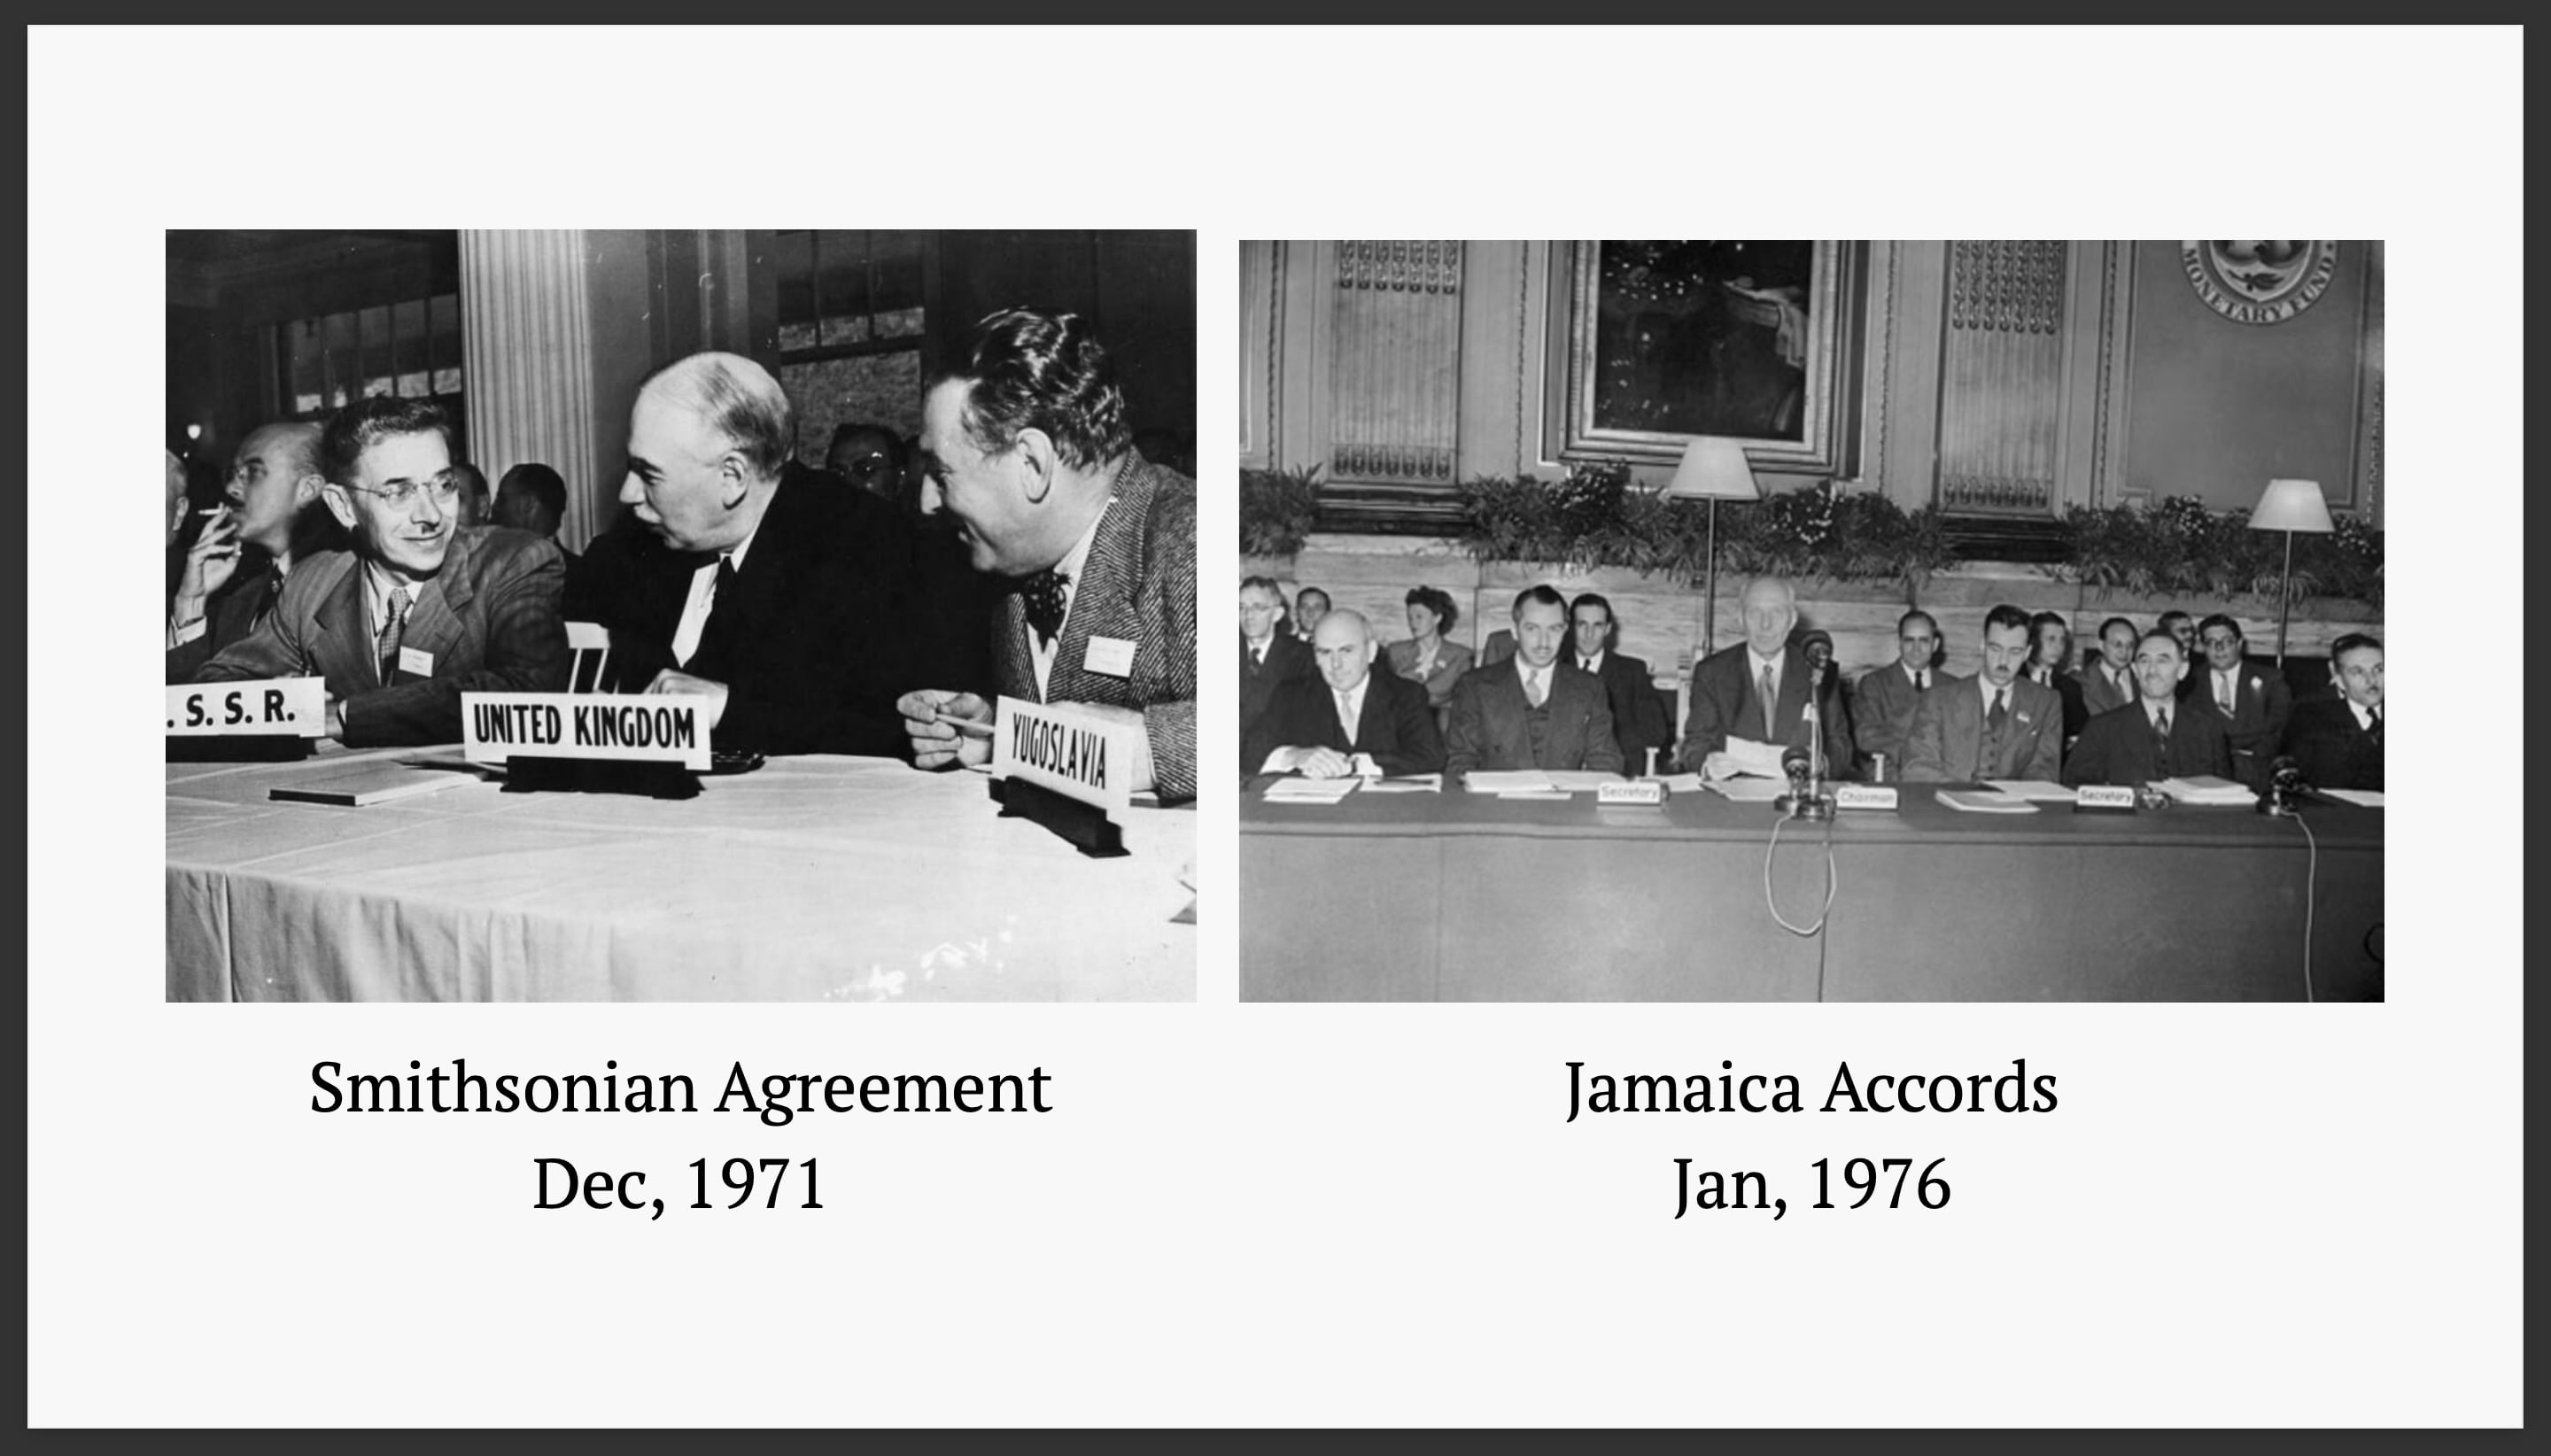 . S. S. R.
UNITED KINGDOM
YUGOSLAVIA
MONETARY FUND
Secretary
Chairman
Secretary
Smithsonian Agreement
Dec, 1971
Jamaica Accords
Jan, 1976